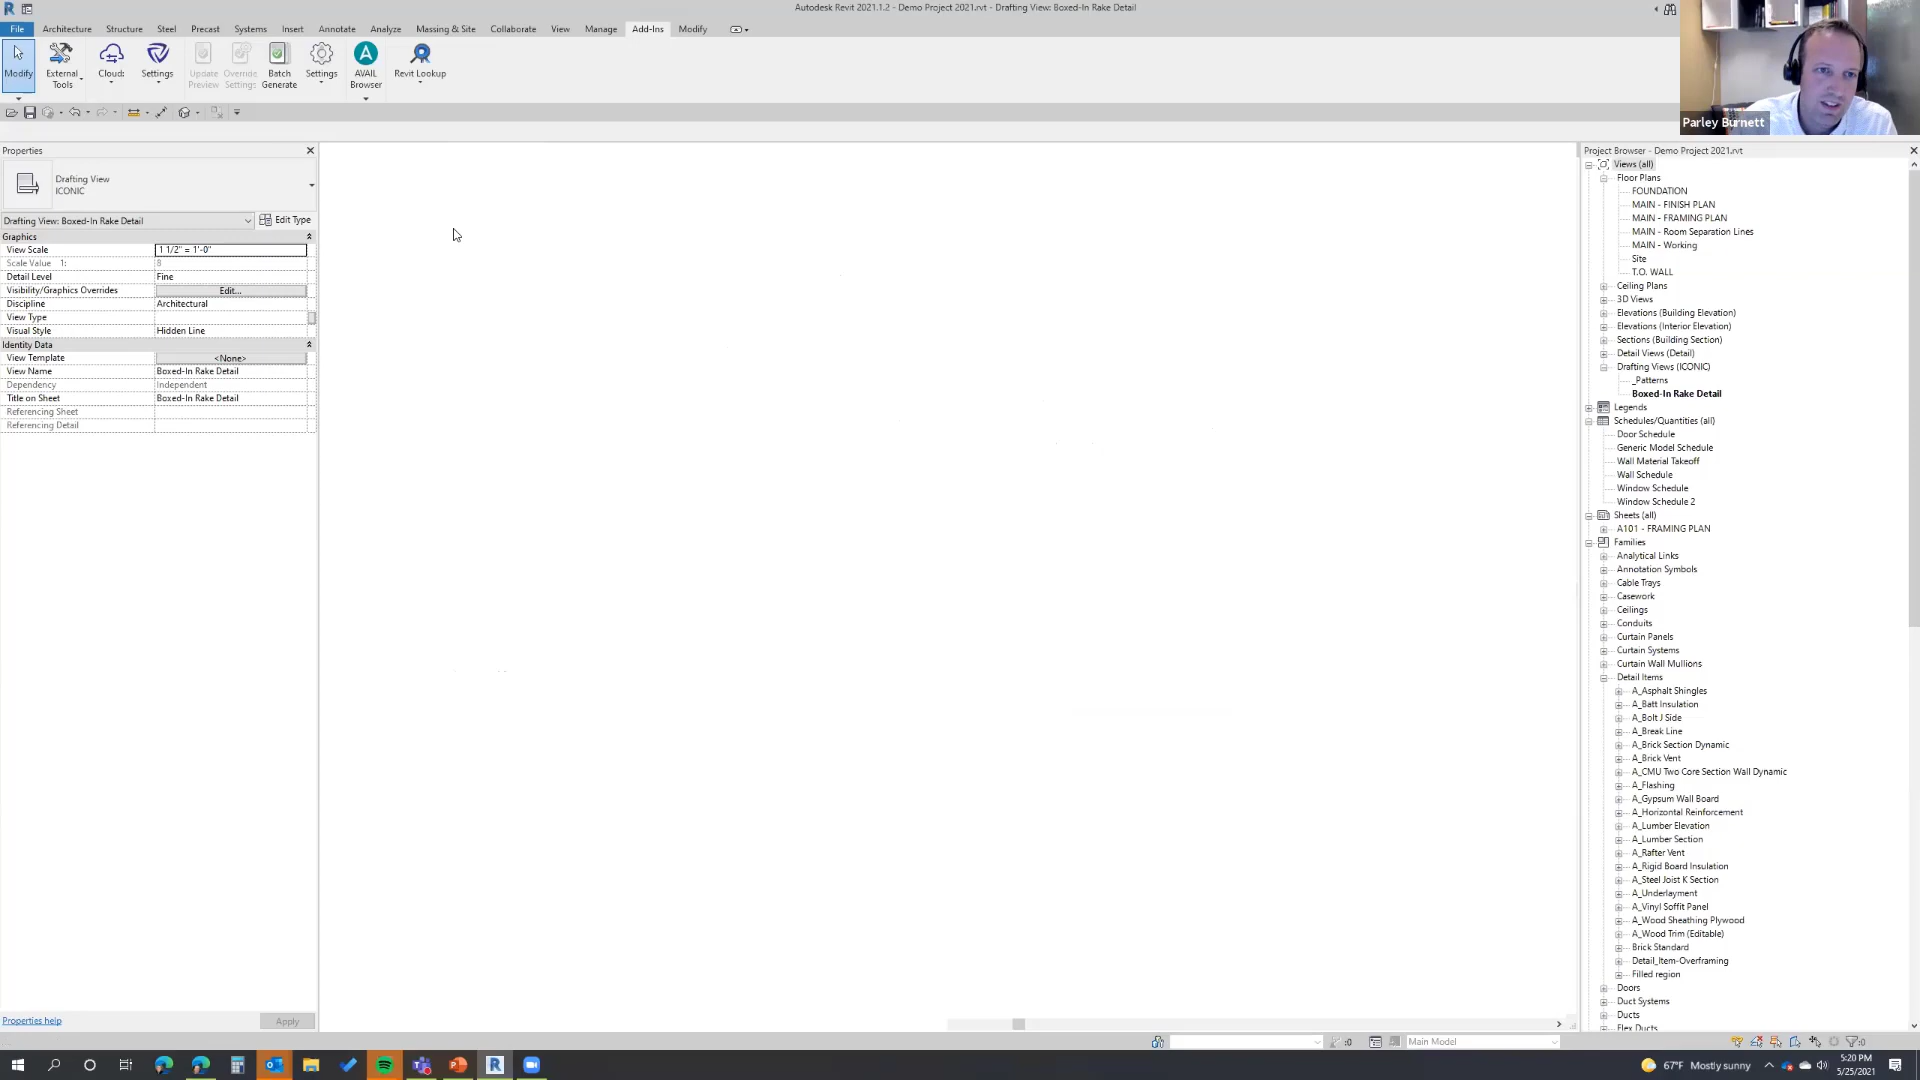 Autodesk Revit 2021.1.2 - Demo Project 2021.rvt - Drafting View: Boxed-In Rake Detail
File Architecture Structure Steel Precast Systems Insert Annotate Analyze Massing & Site Collaborate View Manage Add-Ins Modify
Modify
External Tools
Cloud:
Settings
Update Preview
Override Settings
Batch Generate
Settings
AVAIL Browser
Revit Lookup
Parley Burnett
Properties
Drafting View
ICONIC
Drafting View: Boxed-In Rake Detail
Edit Type
Graphics
View Scale 1 1/2" = 1'-0"
Scale Value 1: 8
Detail Level Fine
Visibility/Graphics Overrides Edit...
Discipline Architectural
View Type
Visual Style Hidden Line
Identity Data
View Template <None>
View Name Boxed-In Rake Detail
Dependency Independent
Title on Sheet Boxed-In Rake Detail
Referencing Sheet
Referencing Detail
Properties help
Apply
Project Browser - Demo Project 2021.rvt
Views (all)
Floor Plans
FOUNDATION
MAIN - FINISH PLAN
MAIN - FRAMING PLAN
MAIN - Room Separation Lines
MAIN - Working
Site
T.O. WALL
Ceiling Plans
3D Views
Elevations (Building Elevation)
Elevations (Interior Elevation)
Sections (Building Section)
Detail Views (Detail)
Drafting Views (ICONIC)
_Patterns
Boxed-In Rake Detail
Legends
Schedules/Quantities (all)
Door Schedule
Generic Model Schedule
Wall Material Takeoff
Wall Schedule
Window Schedule
Window Schedule 2
Sheets (all)
A101 - FRAMING PLAN
Families
Analytical Links
Annotation Symbols
Cable Trays
Casework
Ceilings
Conduits
Curtain Panels
Curtain Systems
Curtain Wall Mullions
Detail Items
A_Asphalt Shingles
A_Batt Insulation
A_Bolt J Side
A_Break Line
A_Brick Section Dynamic
A_Brick Vent
A_CMU Two Core Section Wall Dynamic
A_Flashing
A_Gypsum Wall Board
A_Horizontal Reinforcement
A_Lumber Elevation
A_Lumber Section
A_Rafter Vent
A_Rigid Board Insulation
A_Steel Joist K Section
A_Underlayment
A_Vinyl Soffit Panel
A_Wood Sheathing Plywood
A_Wood Trim (Editable)
Brick Standard
Detail_Item-Overframing
Filled region
Doors
Duct Systems
Ducts
Flex Ducts
:0
Main Model
:0
67°F Mostly sunny
5:20 PM
5/25/2021